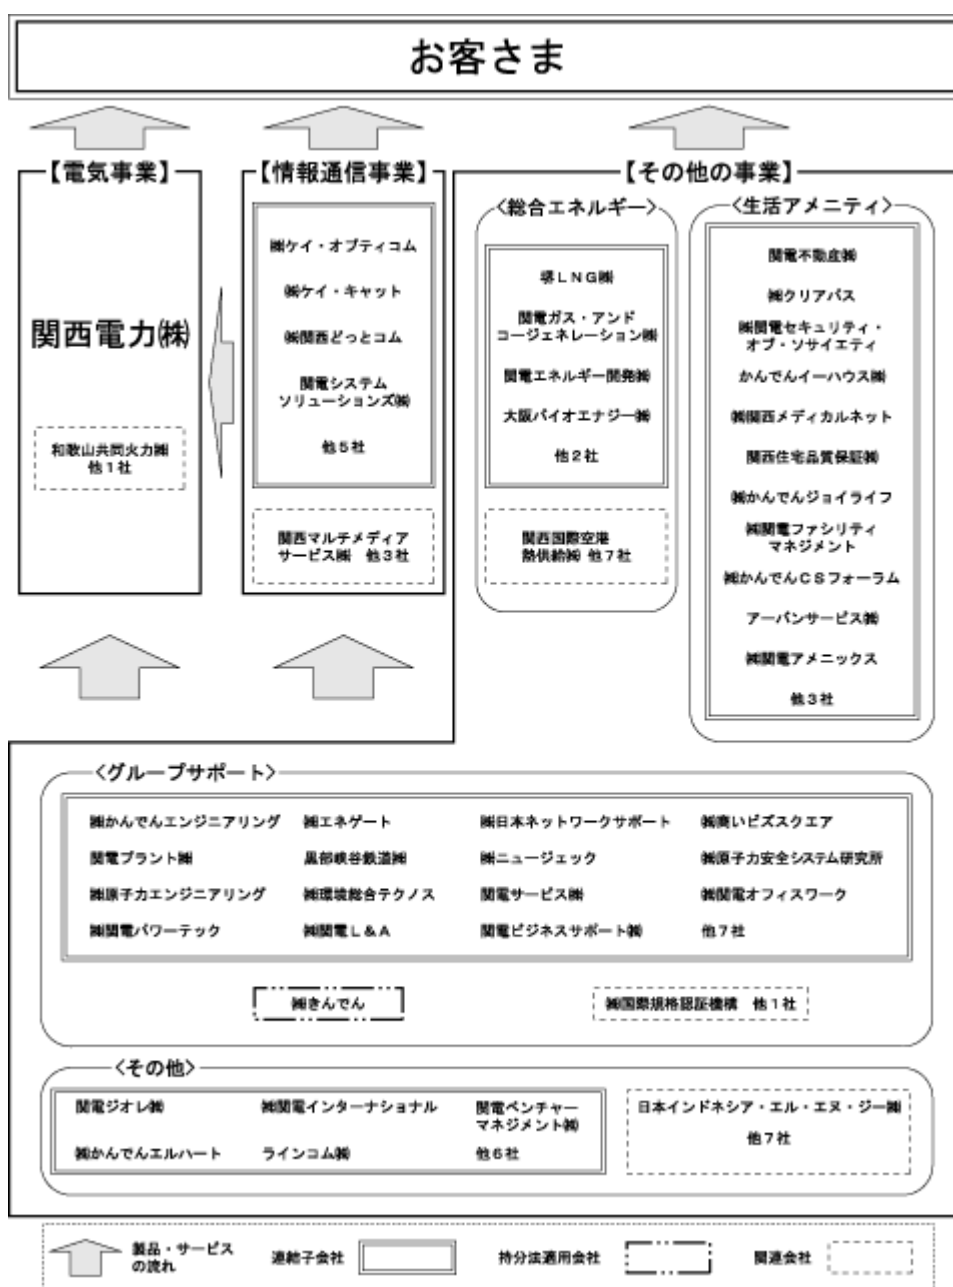 お客さま
【電気事業】
関西電力㈱
和歌山共同火力㈱
他1社
【情報通信事業】
㈱ケイ・オプティコム
㈱ケイ・キャット
㈱関西どっとコム
関電システム
ソリューションズ㈱
他5社
関西マルチメディア
サービス㈱ 他3社
【その他の事業】
〈総合エネルギー〉
堺LNG㈱
関電ガス・アンド
コージェネレーション㈱
関電エネルギー開発㈱
大阪バイオエナジー㈱
他2社
関西国際空港
熱供給㈱ 他7社
〈生活アメニティ〉
関電不動産㈱
㈱クリアパス
㈱関電セキュリティ・
オブ・ソサイエティ
かんでんイーハウス㈱
㈱関西メディカルネット
関西住宅品質保証㈱
㈱かんでんジョイライフ
㈱関電ファシリティ
マネジメント
㈱かんでんCSフォーラム
アーバンサービス㈱
㈱関電アメニックス
他3社
〈グループサポート〉
㈱かんでんエンジニアリング ㈱エネゲート ㈱日本ネットワークサポート ㈱商いビズスクエア
関電プラント㈱ 黒部峡谷鉄道㈱ ㈱ニュージェック ㈱原子力安全システム研究所
㈱原子力エンジニアリング ㈱環境総合テクノス 関電サービス㈱ ㈱関電オフィスワーク
㈱関電パワーテック ㈱関電L&A 関電ビジネスサポート㈱ 他7社
㈱きんでん
㈱国際規格認証機構 他1社
〈その他〉
関電ジオレ㈱ ㈱関電インターナショナル 関電ベンチャー
マネジメント㈱
㈱かんでんエルハート ラインコム㈱ 他6社
日本インドネシア・エル・エヌ・ジー㈱
他7社
製品・サービス
の流れ
連結子会社
持分法適用会社
関連会社